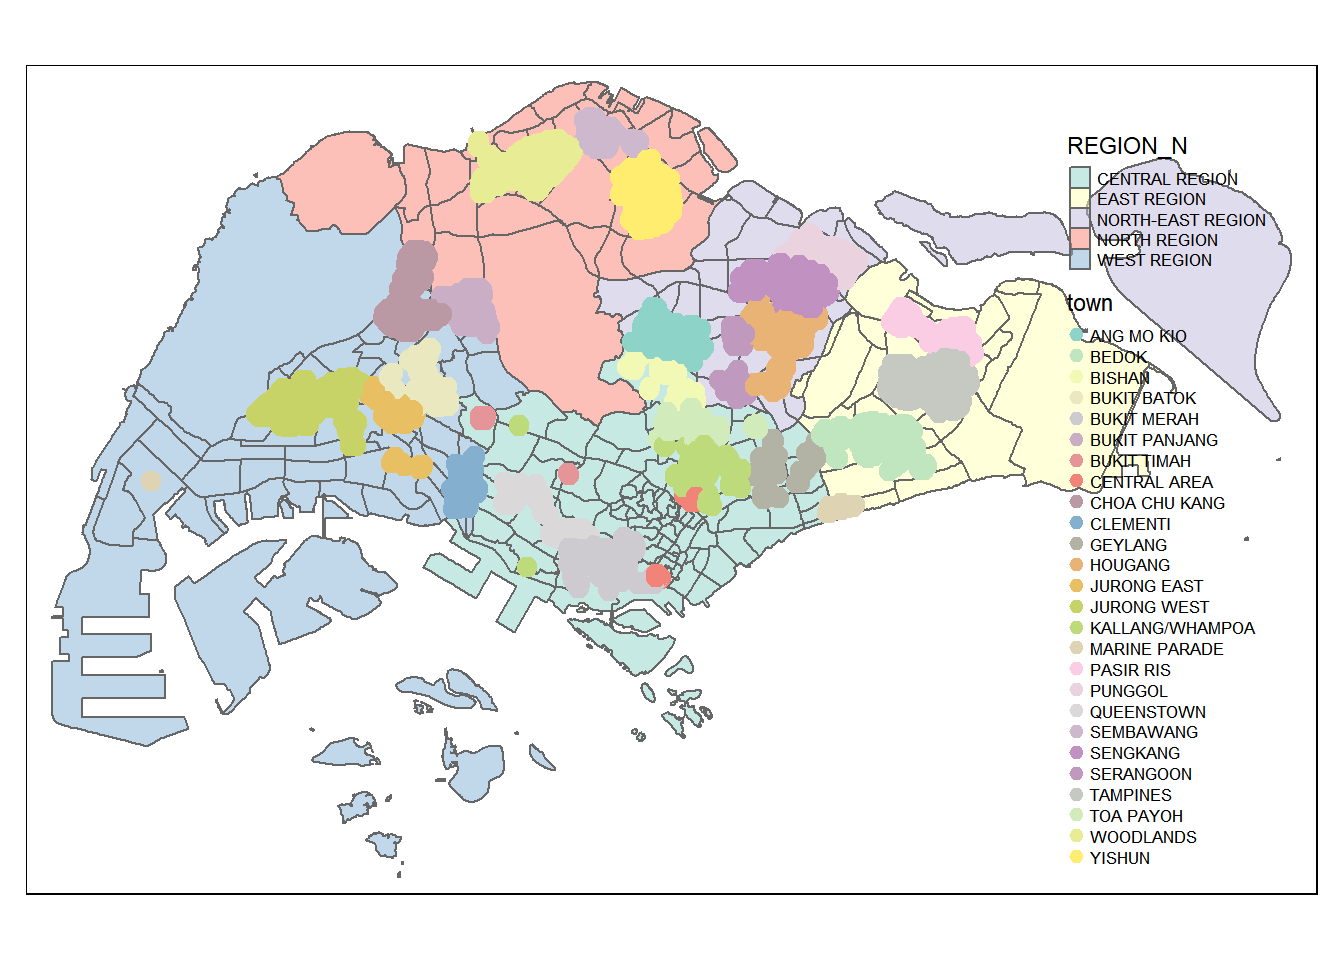 REGION_N
CENTRAL REGION
EAST REGION
NORTH-EAST REGION
NORTH REGION
WEST REGION
town
ANG MO KIO
BEDOK
BISHAN
BUKIT BATOK
BUKIT MERAH
BUKIT PANJANG
BUKIT TIMAH
CENTRAL AREA
CHOA CHU KANG
CLEMENTI
GEYLANG
HOUGANG
JURONG EAST
JURONG WEST
KALLANG/WHAMPOA
MARINE PARADE
PASIR RIS
PUNGGOL
QUEENSTOWN
SEMBAWANG
SENGKANG
SERANGOON
TAMPINES
TOA PAYOH
WOODLANDS
YISHUN